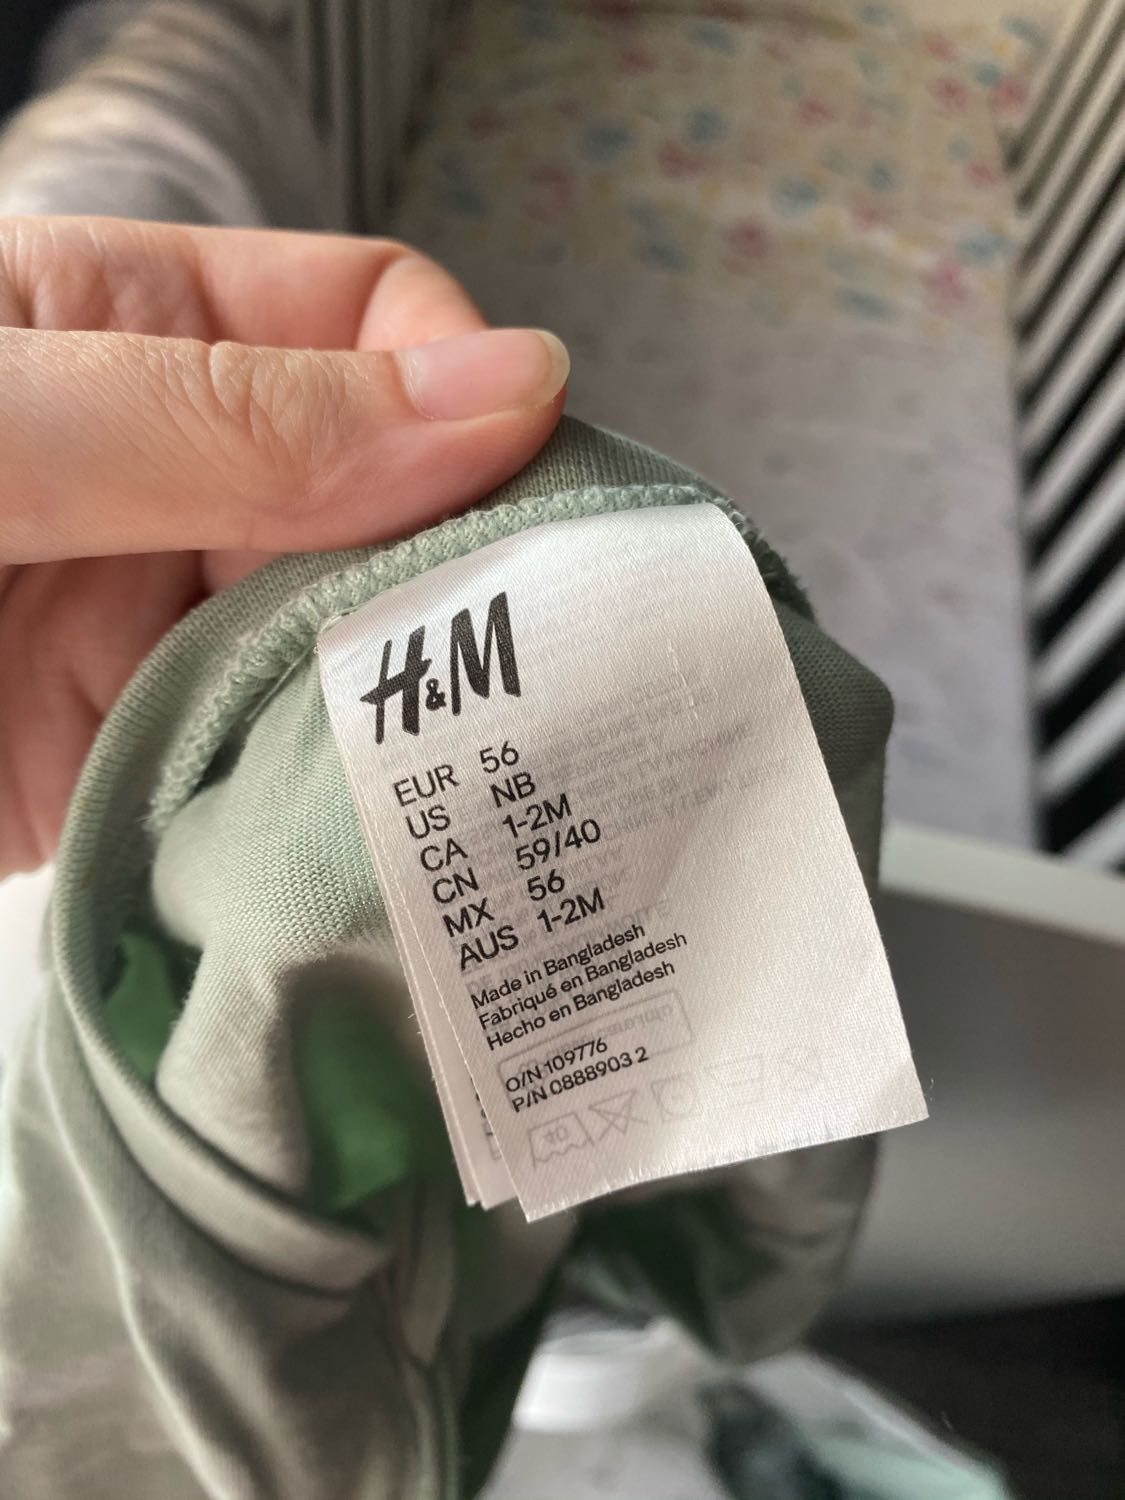 H&M
EUR 56
US NB
CA 1-2M
CN 59/40
MX 56
AUS 1-2M
Made in Bangladesh
Fabriqué en Bangladesh
Hecho en Bangladesh
O/N 109776
P/N 0888903 2